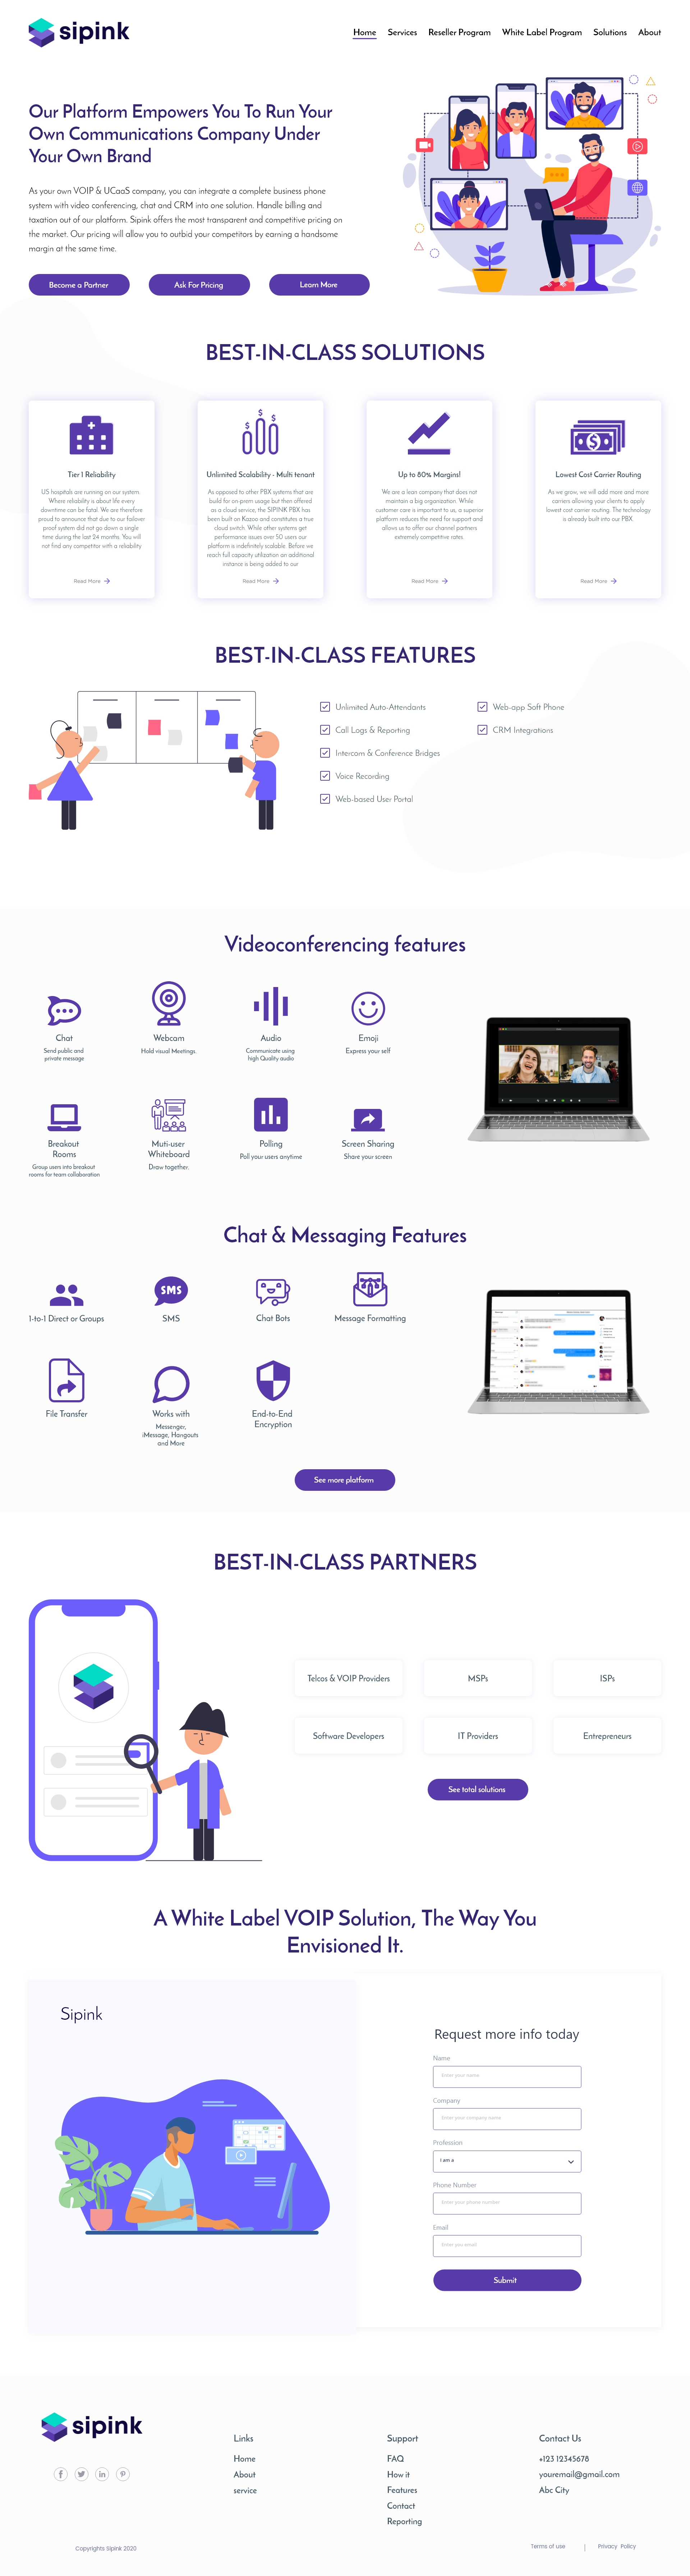 sipink
Home Services Reseller Program White Label Program Solutions About
Our Platform Empowers You To Run Your
Own Communications Company Under
Your Own Brand
As your own VOIP & UCaaS company, you can integrate a complete business phone
system with video conferencing, chat and CRM into one solution. Handle billing and
taxation out of our platform. Sipink offers the most transparent and competitive pricing on
the market. Our pricing will allow you to outbid your competitors by earning a handsome
margin at the same time.
Become a Partner
Ask For Pricing
Learn More
BEST-IN-CLASS SOLUTIONS
Tier 1 Reliability
US hospitals are running on our system
Where reliability is about life every
downtime can be fatal. We are therefore
proud to announce that due to our failover
proof system did not go down a single
time during the last 24 months. You will
not find any competitor with a reliability
Read More
Unlimited Scalability - Multi tenant
As opposed to other PBX systems that are
build for on prem usage but then offered
as a cloud service, the SIPINK PBX has
been built on Kazoo and constitutes a true
cloud switch. While other systems get
performance issues over 50 users our
platform is indefinitely scalable. Before we
reach full capacity utilization an additional
instance is being added to our
Read More
Up to 80% Margins!
We are a lean company that does not
maintain a big organization. While
customer care is important to us, a superior
platform reduces the need for support and
allows us to offer our channel partners
extremely competitive rates.
Read More
Lowest Cost Carrier Routing
As we grow, we will add more and more
carriers allowing your clients to apply
lowest cost carrier routing. The technology
is already built into our PBX.
Read More
BEST-IN-CLASS FEATURES
Unlimited Auto-Attendants
Call Logs & Reporting
Intercom & Conference Bridges
Voice Recording
Web-based User Portal
Web-app Soft Phone
CRM Integrations
Videoconferencing features
Chat
Send public and
private message
Webcam
Hold visual Meetings.
Audio
Communicate using
high Quality audio
Emoji
Express your self
Breakout
Rooms
Group users into breakout
rooms for team collaboration
Muti-user
Whiteboard
Draw together.
Polling
Poll your users anytime
Screen Sharing
Share your screen
Chat & Messaging Features
1-to-1 Direct or Groups
SMS
SMS
Chat Bots
Message Formatting
File Transfer
Works with
Messenger,
iMessage, Hangouts
and More
End-to-End
Encryption
See more platform
BEST-IN-CLASS PARTNERS
Telcos & VOIP Providers
MSPs
ISPs
Software Developers
IT Providers
Entrepreneurs
See total solutions
A White Label VOIP Solution, The Way You
Envisioned It.
Sipink
Request more info today
Name
Enter your name
Company
Enter your company name
Profession
I am a
Phone Number
Enter your phone number
Email
Enter you email
Submit
sipink
Links
Home
About
service
Support
FAQ
How it
Features
Contact
Reporting
Contact Us
+123 12345678
youremail@gmail.com
Abc City
Copyrights Sipink 2020
Terms of use | Privacy Policy